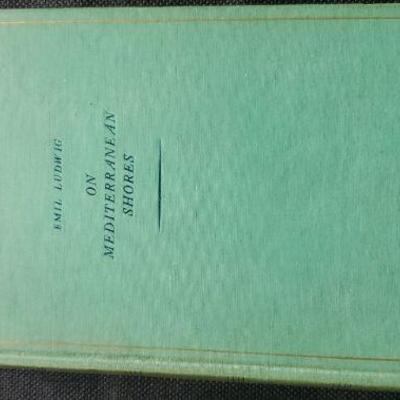 EMIL LUDWIG
ON
MEDITERRANEAN
SHORES